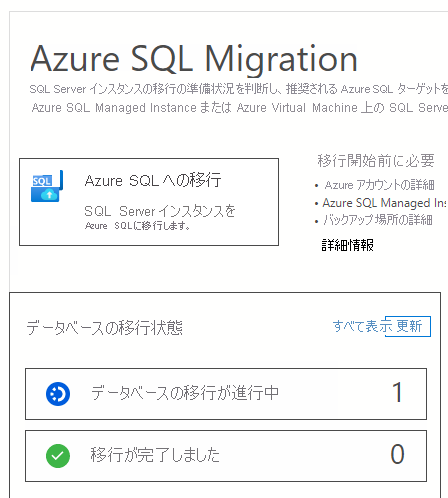 Azure SQL Migration
SQL Server インスタンスの移行の準備状況を判断し、推奨される Azure SQL ターゲットを
Azure SQL Managed Instance または Azure Virtual Machine 上の SQL Serve
SQL
Azure SQL への移行
SQL Server インスタンスを
Azure SQLに移行します。
移行開始前に必要
• Azure アカウントの詳細
• Azure SQL Managed Ins
• バックアップ場所の詳細
詳細情報
データベースの移行状態
すべて表示 更新
データベースの移行が進行中 1
移行が完了しました 0